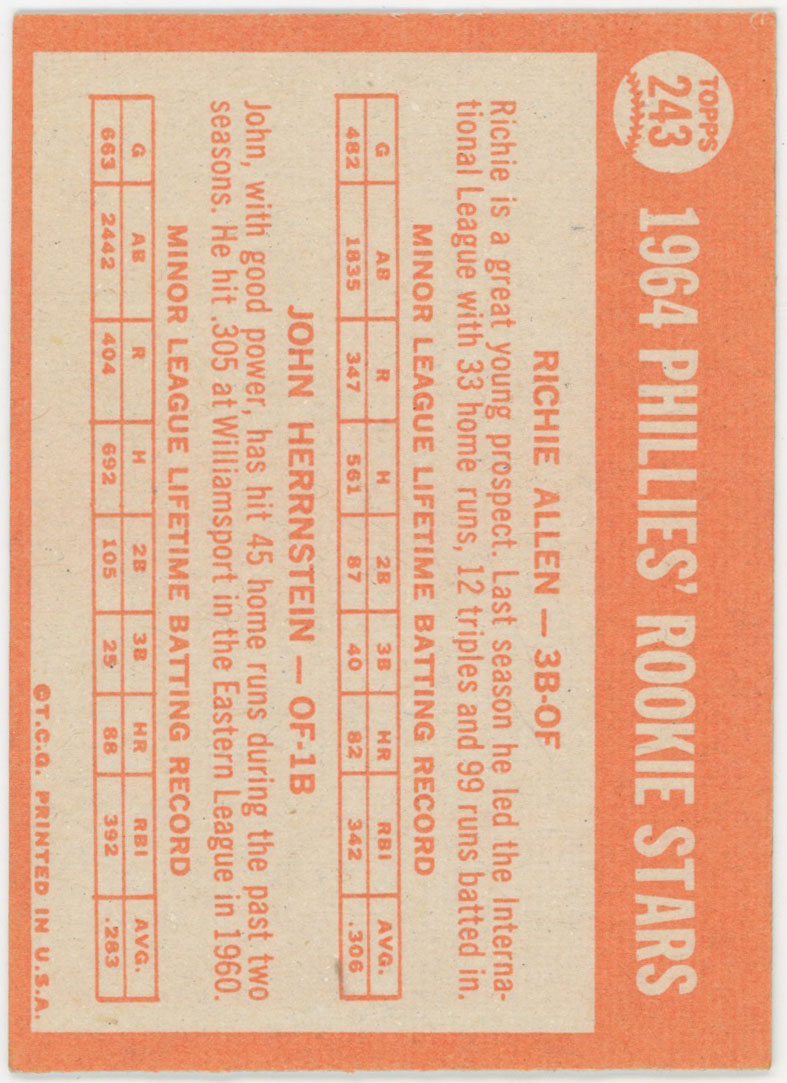 TOPPS
243
1964 PHILLIES' ROOKIE STARS
RICHIE ALLEN — 3B-OF
Richie is a great young prospect. Last season he led the Interna-
tional League with 33 home runs, 12 triples and 99 runs batted in.
MINOR LEAGUE LIFETIME BATTING RECORD
G AB R H 2B 3B HR RBI AVG.
482 1835 347 561 87 40 82 342 .306
JOHN HERRNSTEIN — OF-1B
John, with good power, has hit 45 home runs during the past two
seasons. He hit .305 at Williamsport in the Eastern League in 1960.
MINOR LEAGUE LIFETIME BATTING RECORD
G AB R H 2B 3B HR RBI AVG.
663 2442 404 692 105 25 88 392 .283
©T.C.G. PRINTED IN U.S.A.